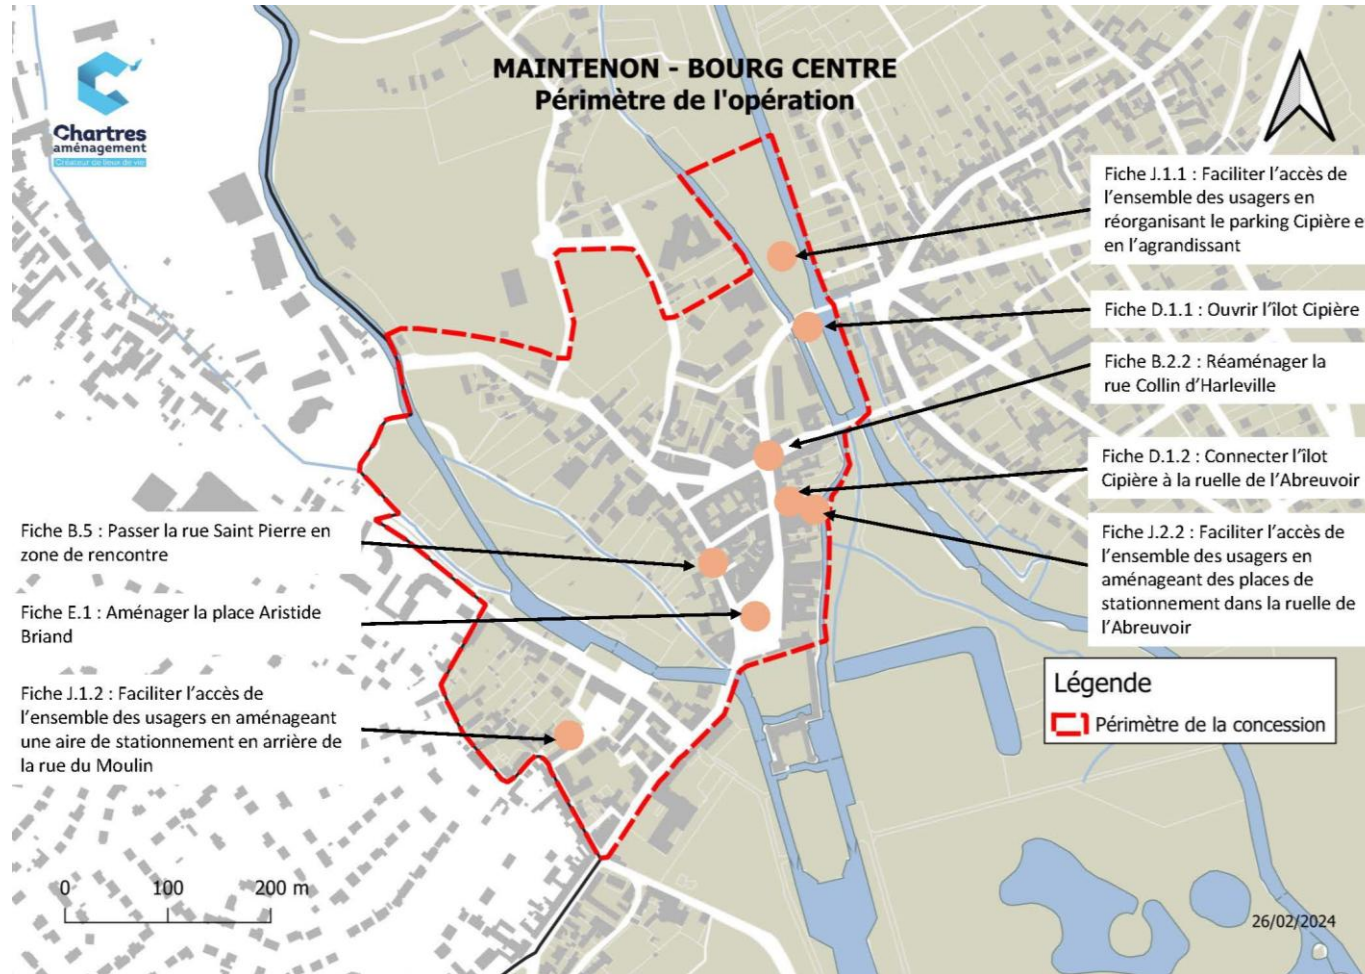 MAINTENON - BOURG CENTRE
Périmètre de l'opération
Chartres
aménagement
Créateur de lieux de vie
Fiche J.1.1 : Faciliter l'accès de
l'ensemble des usagers en
réorganisant le parking Cipière e
en l'agrandissant
Fiche D.1.1 : Ouvrir l'îlot Cipière
Fiche B.2.2 : Réaménager la
rue Collin d'Harleville
Fiche D.1.2 : Connecter l'îlot
Cipière à la ruelle de l'Abreuvoir
Fiche J.2.2 : Faciliter l'accès de
l'ensemble des usagers en
aménageant des places de
stationnement dans la ruelle de
l'Abreuvoir
Fiche B.5 : Passer la rue Saint Pierre en
zone de rencontre
Fiche E.1 : Aménager la place Aristide
Briand
Fiche J.1.2 : Faciliter l'accès de
l'ensemble des usagers en aménageant
une aire de stationnement en arrière de
la rue du Moulin
Légende
Périmètre de la concession
0 100 200 m
26/02/2024